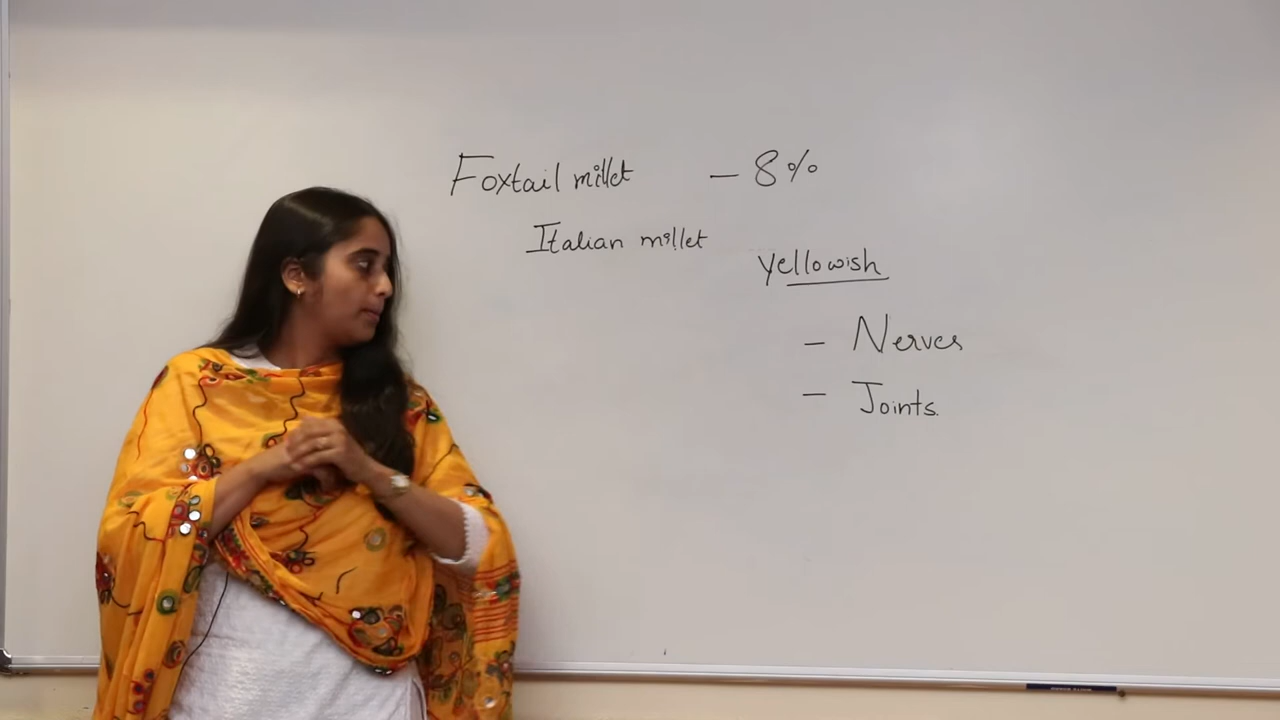 Foxtail millet - 8%
Italian millet
Yellowish
- Nerves
- Joints.